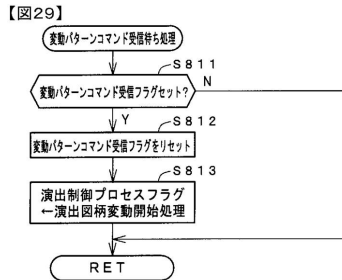 【図29】
変動パターンコマンド受信待ち処理
S811
変動パターンコマンド受信フラグセット?
N
Y
S812
変動パターンコマンド受信フラグをリセット
S813
演出制御プロセスフラグ
←演出図柄変動開始処理
RET